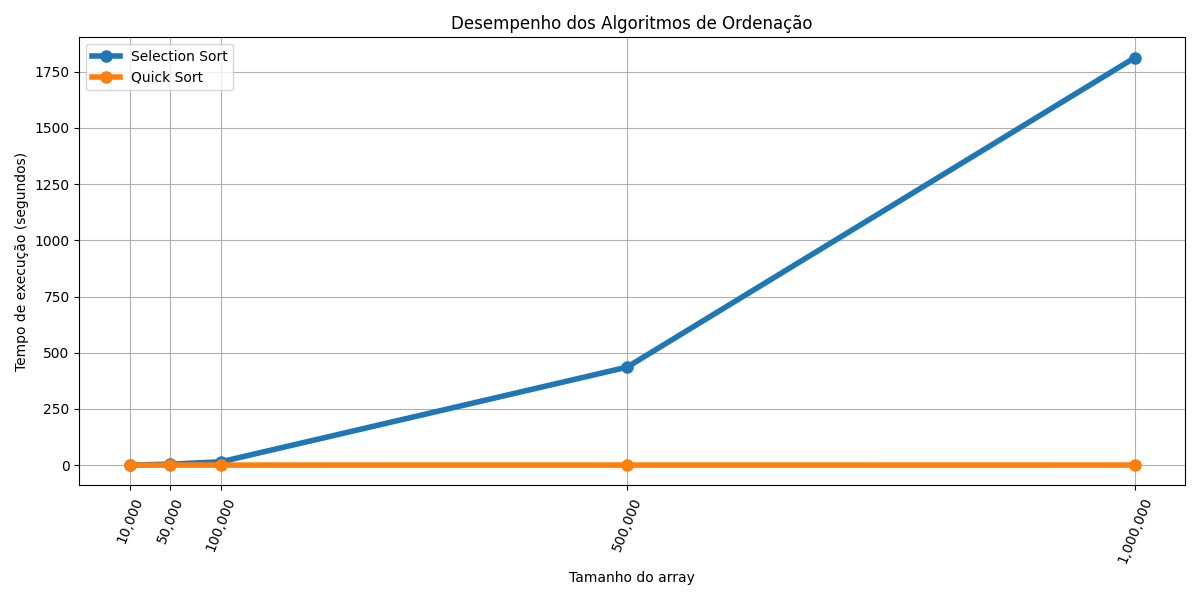 Desempenho dos Algoritmos de Ordenação
Selection Sort
Quick Sort
Tempo de execução (segundos)
1750
1500
1250
1000
750
500
250
0
10,000
50,000
100,000
500,000
1,000,000
Tamanho do array